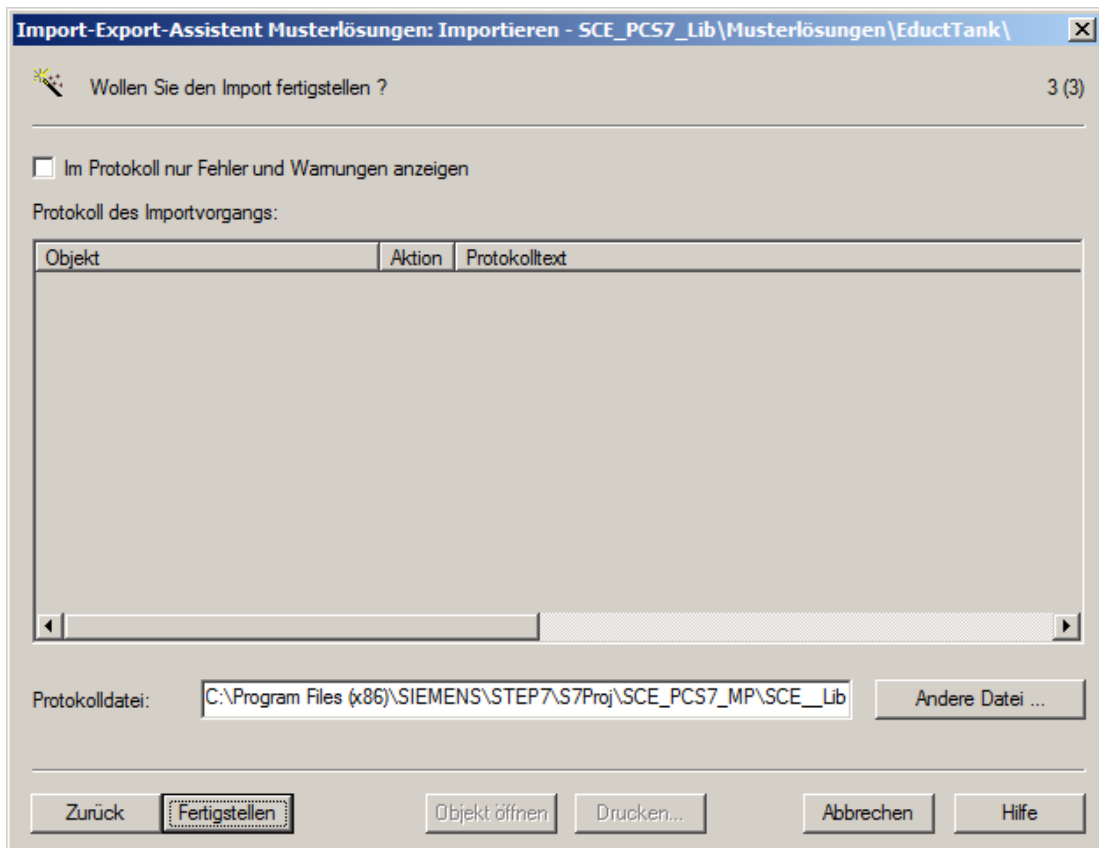 Import-Export-Assistent Musterlösungen: Importieren - SCE_PCS7_Lib\Musterlösungen\EductTank\
Wollen Sie den Import fertigstellen ? 3 (3)
Im Protokoll nur Fehler und Warnungen anzeigen
Protokoll des Importvorgangs:
Objekt Aktion Protokolltext
Protokolldatei: C:\Program Files (x86)\SIEMENS\STEP7\S7Proj\SCE_PCS7_MP\SCE__Lib Andere Datei ...
Zurück Fertigstellen Objekt öffnen Drucken... Abbrechen Hilfe